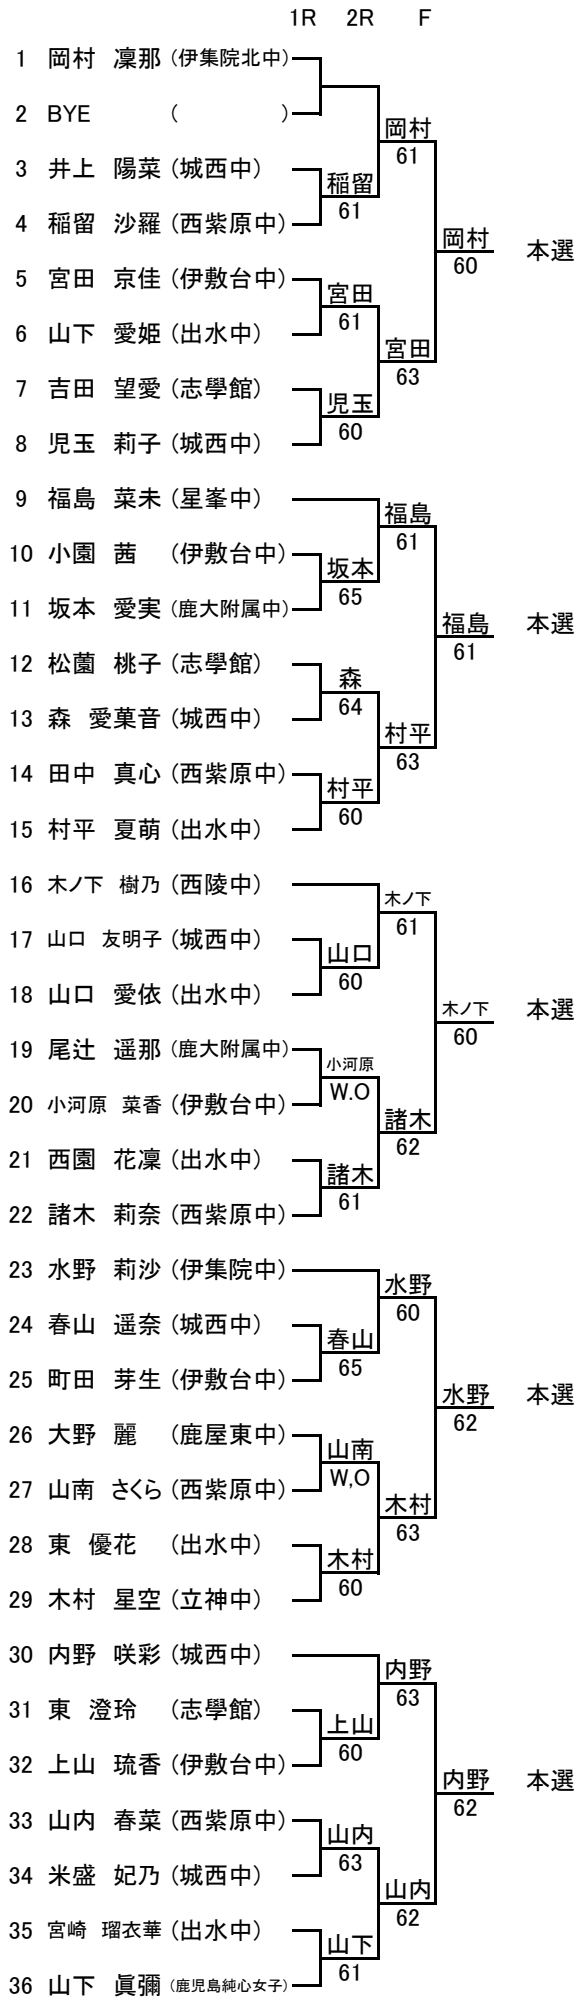 1R 2R F
1 岡村 凜那 (伊集院北中)
2 BYE ( )
岡村
61
3 井上 陽菜 (城西中)
稲留
61
4 稲留 沙羅 (西紫原中)
岡村
60
本選
5 宮田 京佳 (伊敷台中)
宮田
61
6 山下 愛姫 (出水中)
宮田
63
7 吉田 望愛 (志學館)
児玉
60
8 児玉 莉子 (城西中)
9 福島 菜未 (星峯中)
福島
61
10 小園 茜 (伊敷台中)
坂本
65
11 坂本 愛実 (鹿大附属中)
福島
61
本選
12 松薗 桃子 (志學館)
森
64
13 森 愛菓音 (城西中)
村平
63
14 田中 真心 (西紫原中)
村平
60
15 村平 夏萌 (出水中)
16 木ノ下 樹乃 (西陵中)
木ノ下
61
17 山口 友明子 (城西中)
山口
60
18 山口 愛依 (出水中)
木ノ下
60
本選
19 尾辻 遥那 (鹿大附属中)
小河原
W.O
20 小河原 菜香 (伊敷台中)
諸木
62
21 西園 花凜 (出水中)
諸木
61
22 諸木 莉奈 (西紫原中)
23 水野 莉沙 (伊集院中)
水野
60
24 春山 遥奈 (城西中)
春山
65
25 町田 芽生 (伊敷台中)
水野
62
本選
26 大野 麗 (鹿屋東中)
山南
W,O
27 山南 さくら (西紫原中)
木村
63
28 東 優花 (出水中)
木村
60
29 木村 星空 (立神中)
30 内野 咲彩 (城西中)
内野
63
31 東 澄玲 (志學館)
上山
60
32 上山 琉香 (伊敷台中)
内野
62
本選
33 山内 春菜 (西紫原中)
山内
63
34 米盛 妃乃 (城西中)
山内
62
35 宮崎 瑠衣華 (出水中)
山下
61
36 山下 眞彌 (鹿児島純心女子)